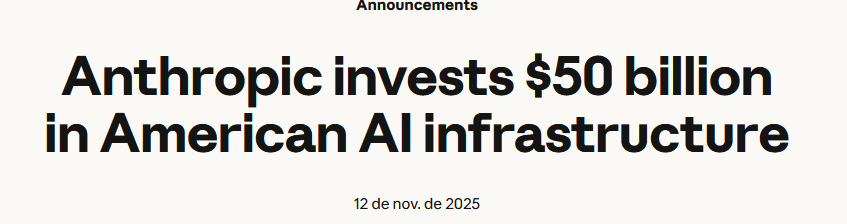 Announcements
Anthropic invests $50 billion
in American AI infrastructure
12 de nov. de 2025